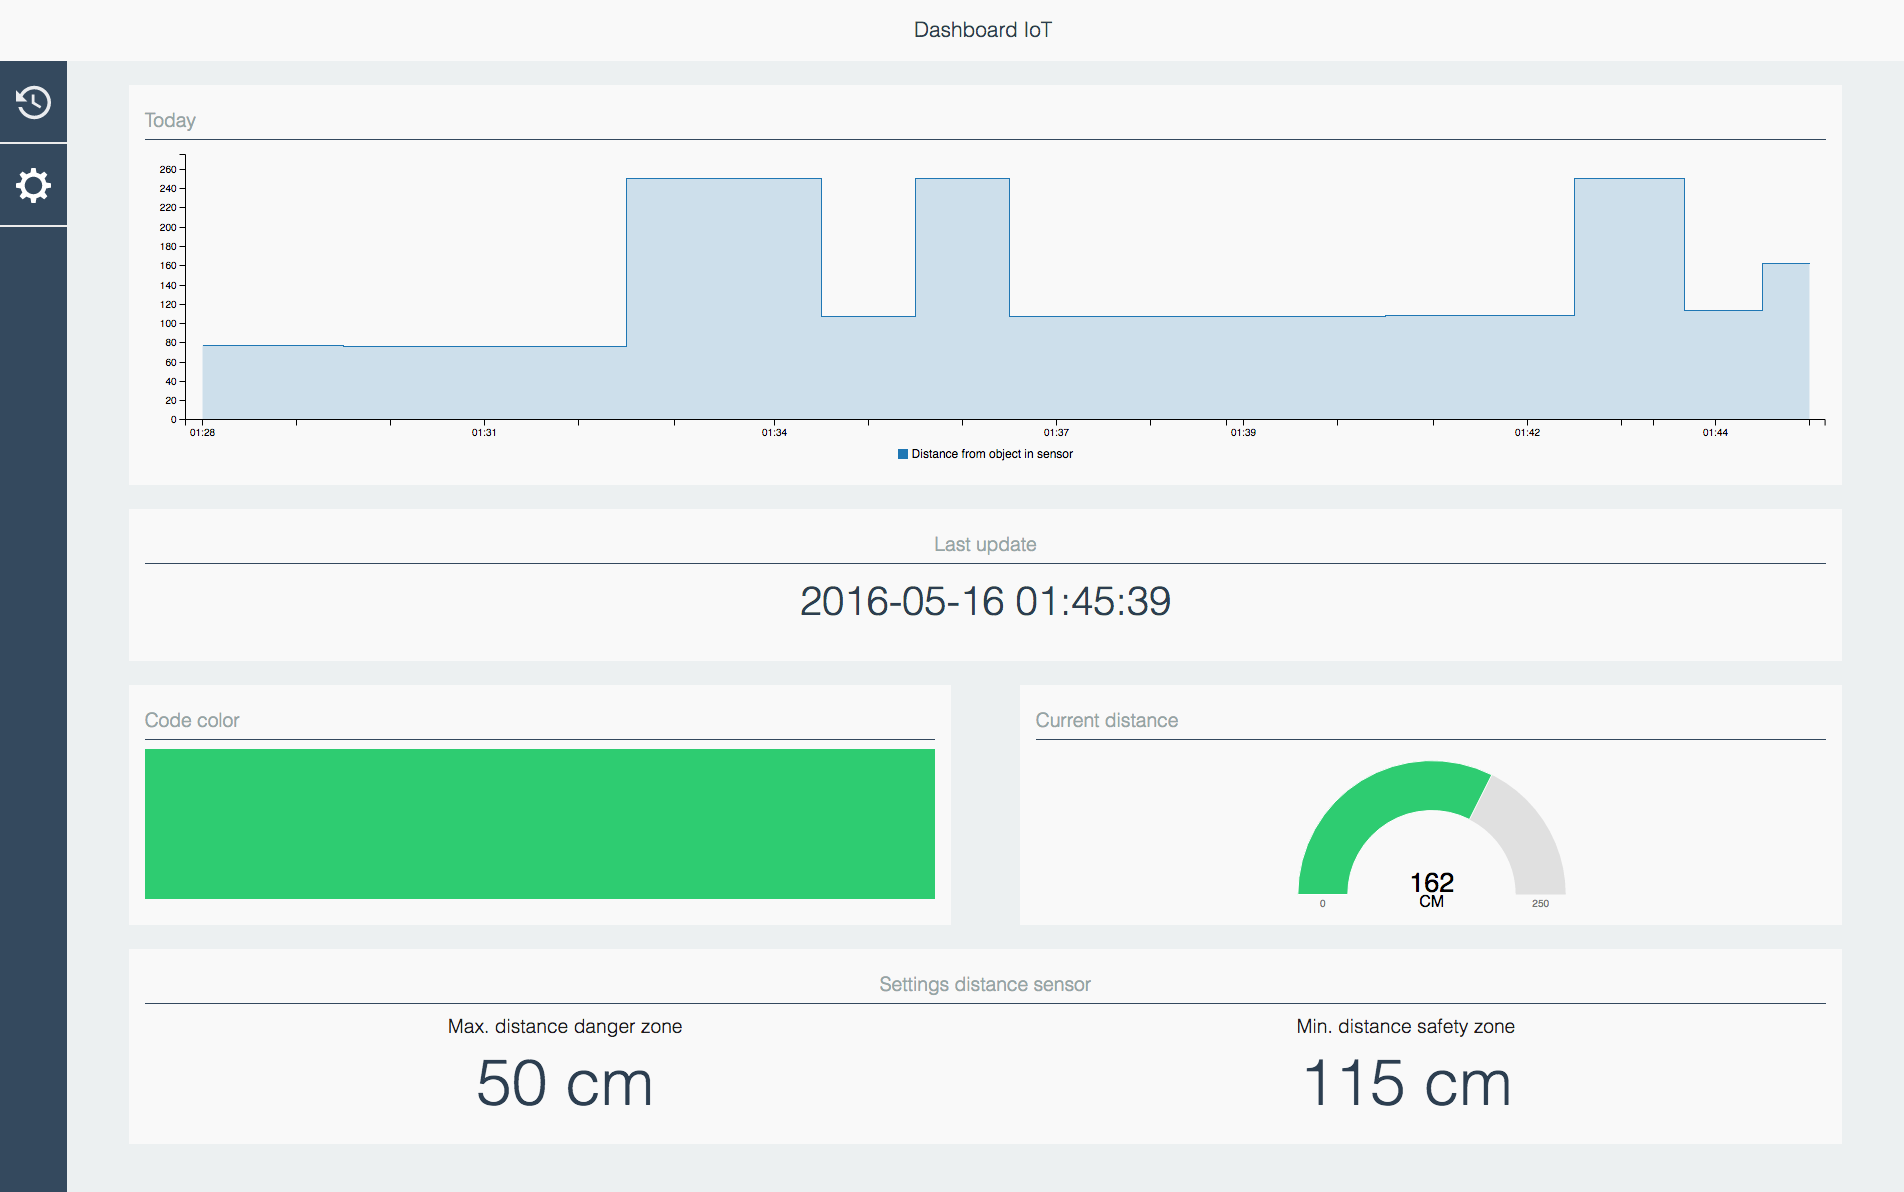 Dashboard IoT
Today
260
240
220
200
180
160
140
120
100
80
60
40
20
0
01:28 01:31 01:34 01:37 01:39 01:42 01:44
Distance from object in sensor
Last update
2016-05-16 01:45:39
Code color
Current distance
162
CM
0 250
Settings distance sensor
Max. distance danger zone Min. distance safety zone
50 cm 115 cm